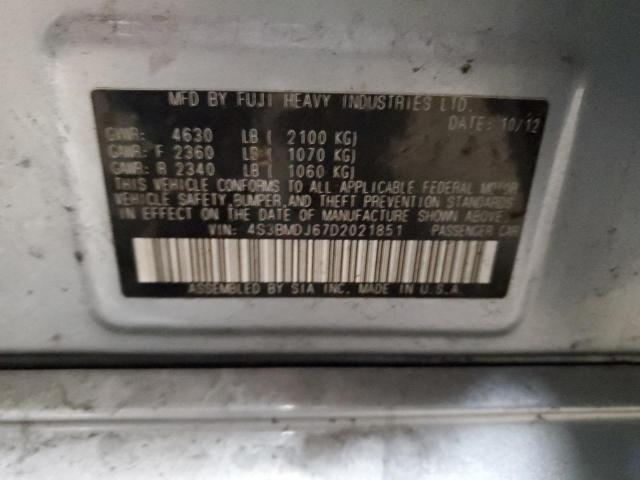 MFD BY FUJI HEAVY INDUSTRIES LTD.
DATE: 10/12
GVWR: 4630 LB ( 2100 KG)
GAWR: F 2360 LB ( 1070 KG)
GAWR: R 2340 LB ( 1060 KG)
THIS VEHICLE CONFORMS TO ALL APPLICABLE FEDERAL MOTOR
VEHICLE SAFETY, BUMPER, AND THEFT PREVENTION STANDARDS
IN EFFECT ON THE DATE OF MANUFACTURE SHOWN ABOVE.
VIN: 4S3BMDJ67D2021851 PASSENGER CAR
ASSEMBLED BY SIA INC. MADE IN U.S.A.